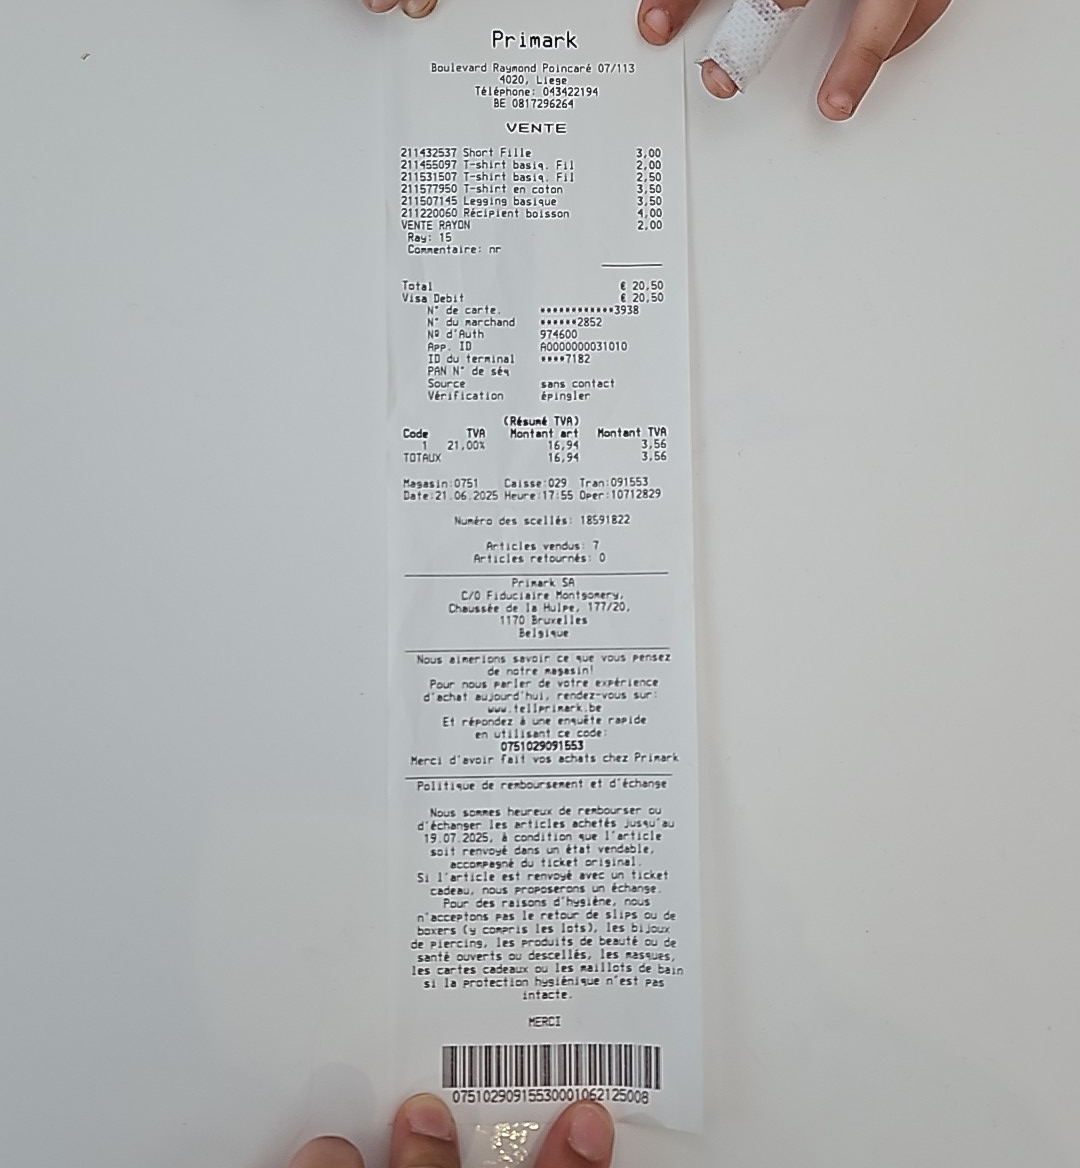 Primark
Boulevard Raymond Poincaré 07/113
4020, Liege
Téléphone: 043422194
BE 0817296264
VENTE
211432537 Short Fille 3,00
211455097 T-shirt basiq. Fil 2,00
211531507 T-shirt basiq. Fil 2,50
211577950 T-shirt en coton 3,50
211507145 Legging basique 3,50
211220060 Récipient boisson 4,00
VENTE RAYON 2,00
Ray: 15
Commentaire: nr
Total € 20,50
Visa Debit € 20,50
N° de carte. ************3938
N° du marchand ******2852
Nº d'Auth 974600
App. ID A0000000031010
ID du terminal ****7182
PAN N° de séq
Source sans contact
Vérification épingler
(Résumé TVA)
Code TVA Montant art Montant TVA
1 21,00% 16,94 3,56
TOTAUX 16,94 3,56
Magasin:0751 Caisse:029 Tran:091553
Date:21.06.2025 Heure:17:55 Oper:10712829
Numéro des scellés: 18591822
Articles vendus: 7
Articles retournés: 0
Primark SA
C/O Fiduciaire Montgomery,
Chaussée de la Hulpe, 177/20,
1170 Bruxelles
Belgique
Nous aimerions savoir ce que vous pensez
de notre magasin!
Pour nous parler de votre expérience
d'achat aujourd'hui, rendez-vous sur:
www.tellprimark.be
Et répondez à une enquête rapide
en utilisant ce code:
0751029091553
Merci d'avoir fait vos achats chez Primark
Politique de remboursement et d'échange
Nous sommes heureux de rembourser ou
d'échanger les articles achetés jusqu'au
19.07.2025, à condition que l'article
soit renvoyé dans un état vendable,
accompagné du ticket original.
Si l'article est renvoyé avec un ticket
cadeau, nous proposerons un échange.
Pour des raisons d'hygiène, nous
n'acceptons pas le retour de slips ou de
boxers (y compris les lots), les bijoux
de piercing, les produits de beauté ou de
santé ouverts ou descellés, les masques,
les cartes cadeaux ou les maillots de bain
si la protection hygiénique n'est pas
intacte.
MERCI
07510290915530001062125008